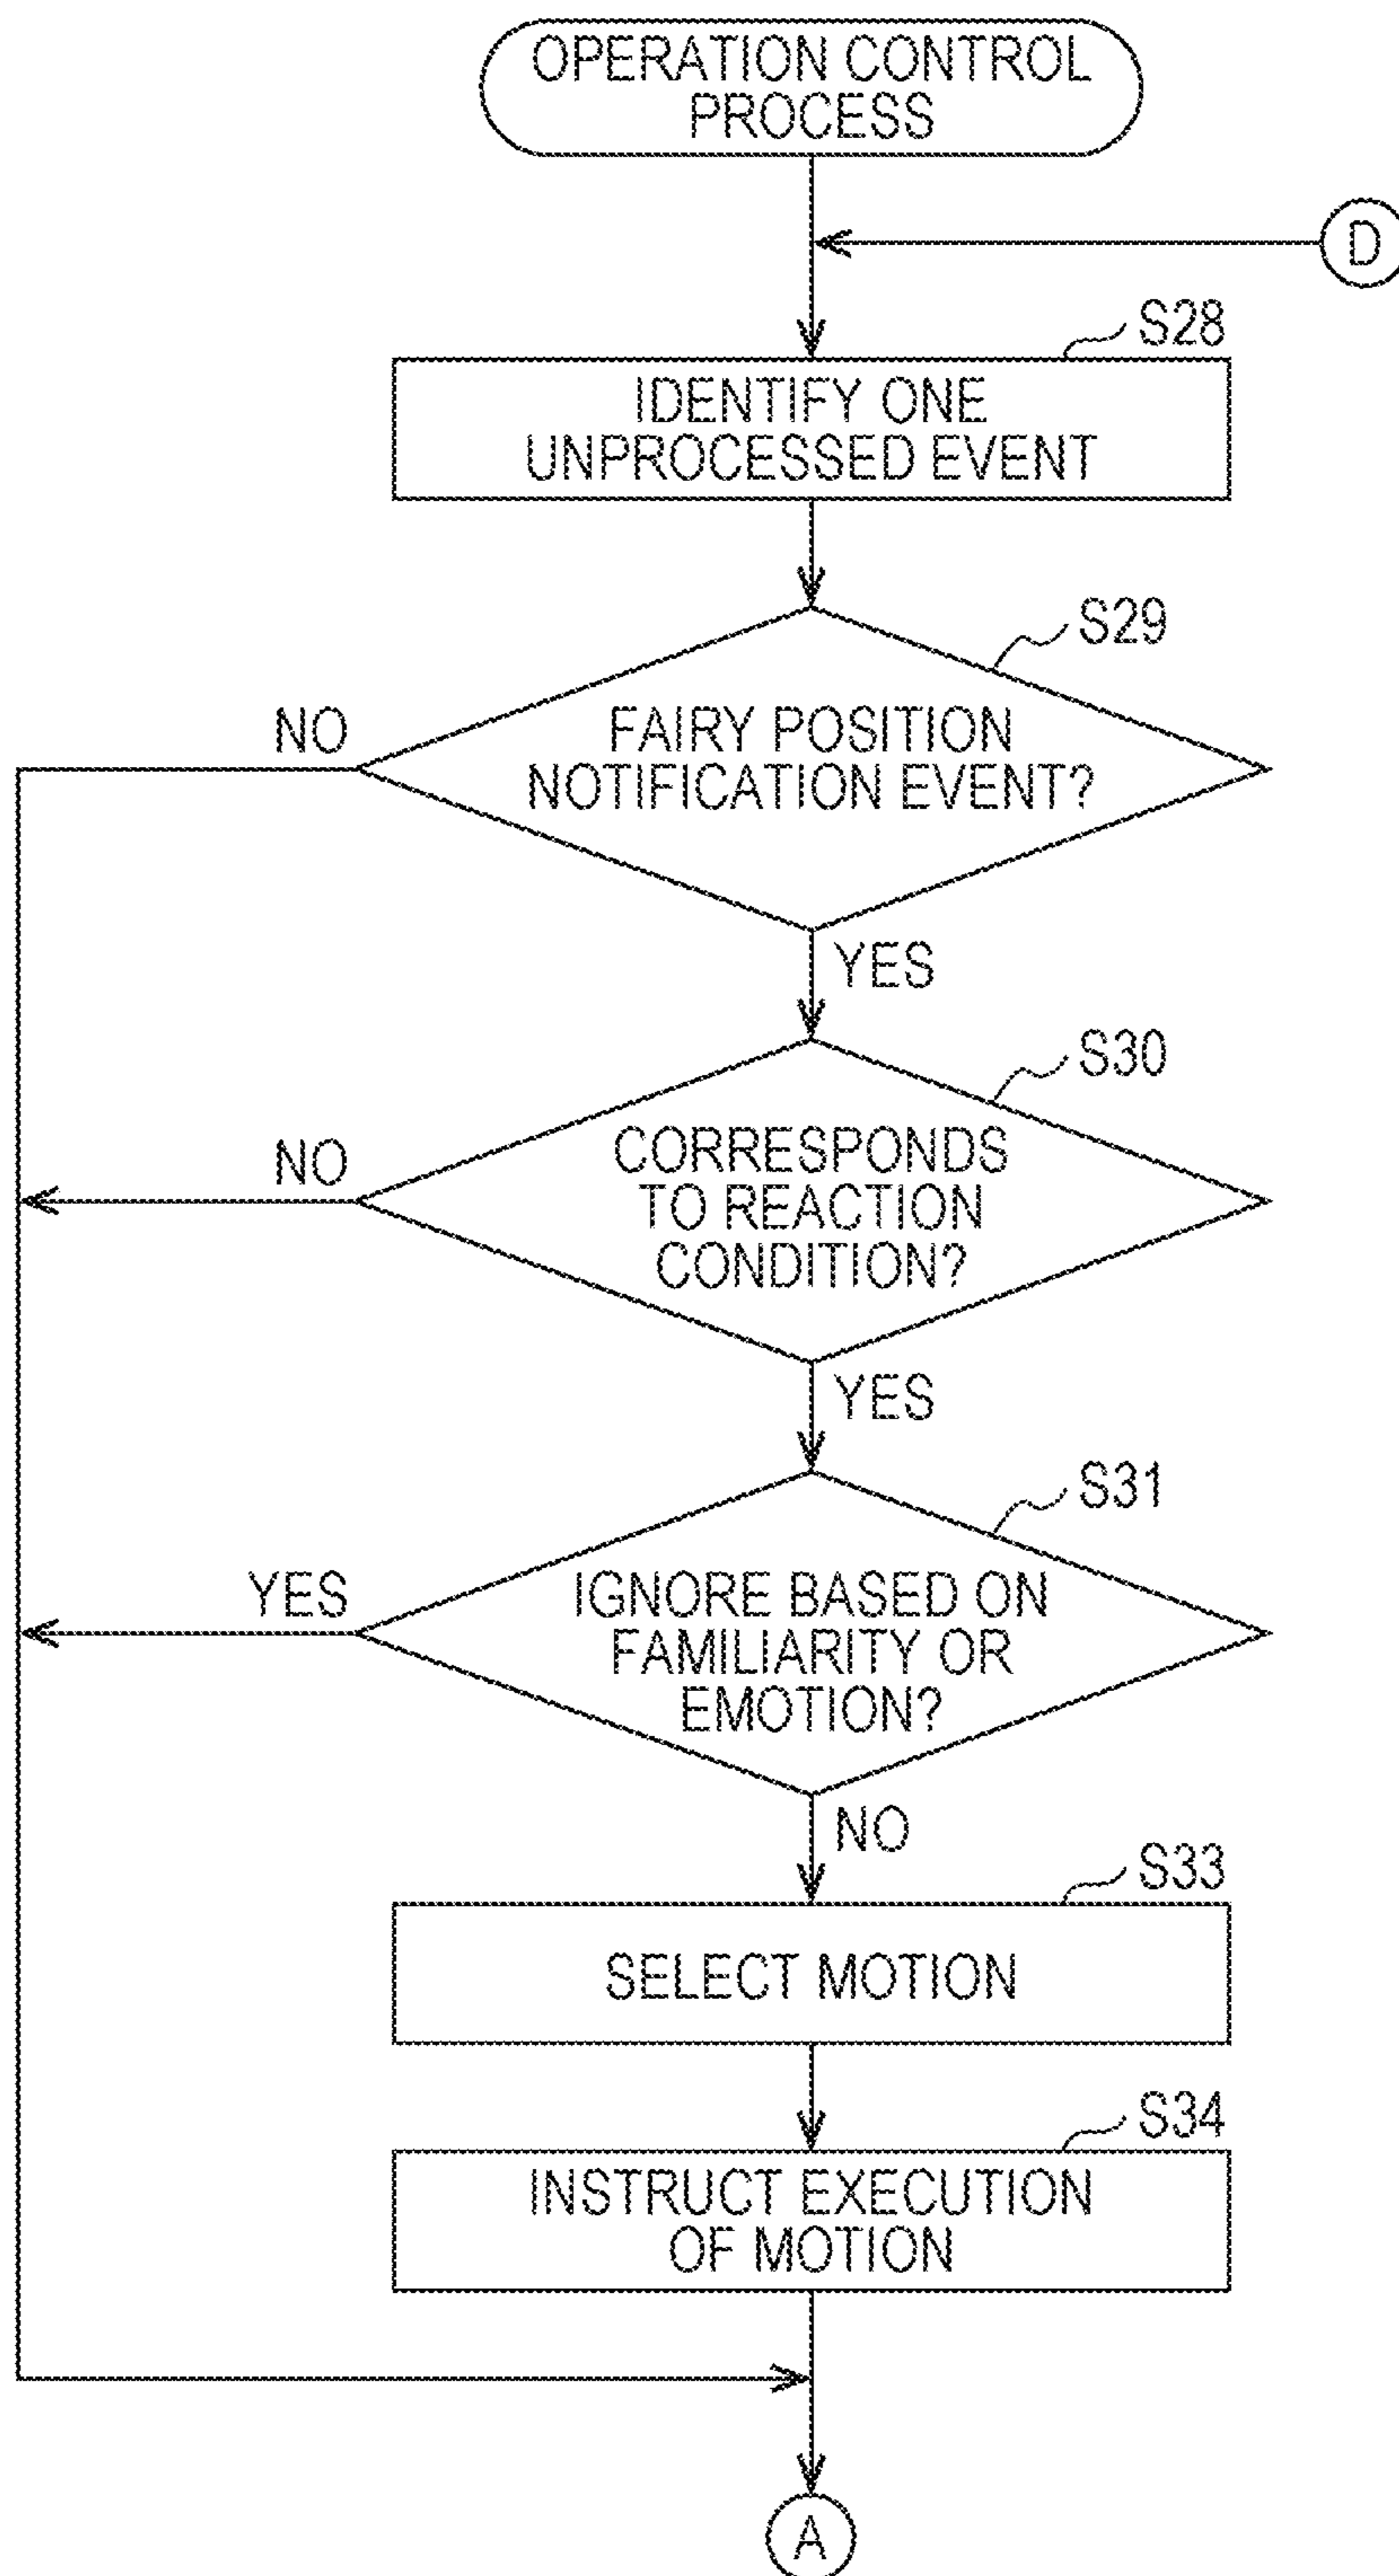 OPERATION CONTROL
PROCESS
D
S28
IDENTIFY ONE
UNPROCESSED EVENT
S29
FAIRY POSITION
NOTIFICATION EVENT?
NO
YES
S30
CORRESPONDS
TO REACTION
CONDITION?
NO
YES
S31
IGNORE BASED ON
FAMILIARITY OR
EMOTION?
YES
NO
S33
SELECT MOTION
S34
INSTRUCT EXECUTION
OF MOTION
A